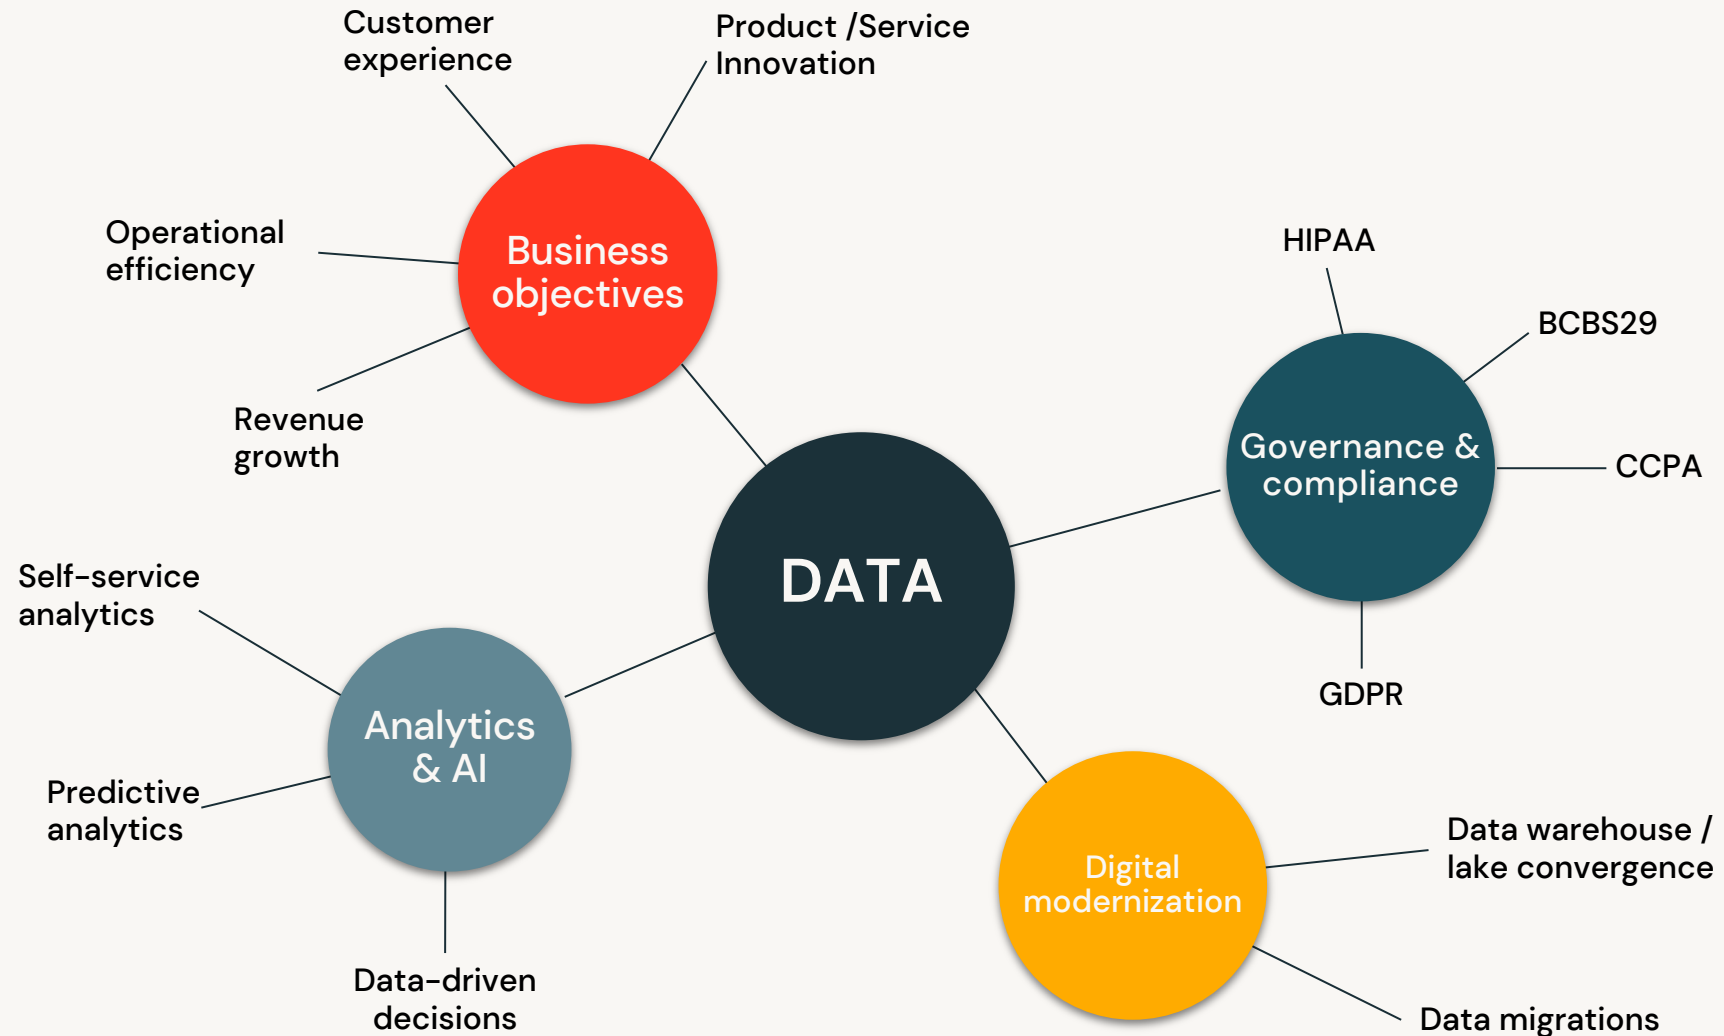 Customer
experience
Product /Service
Innovation
Operational
efficiency
Business
objectives
Revenue
growth
HIPAA
BCBS29
Governance &
compliance
CCPA
GDPR
DATA
Self-service
analytics
Analytics
& AI
Predictive
analytics
Data-driven
decisions
Digital
modernization
Data warehouse /
lake convergence
Data migrations